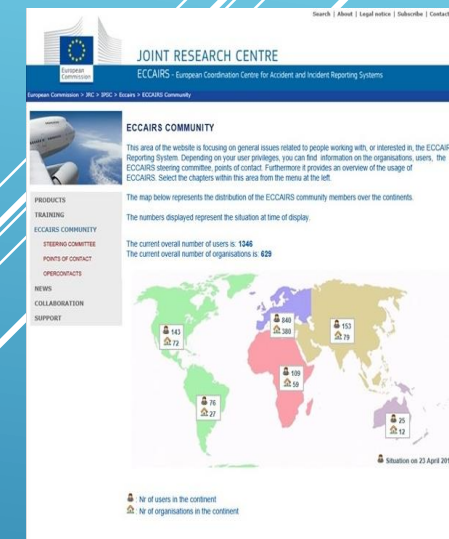 Search | About | Legal notice | Subscribe | Contact
European
Commission
JOINT RESEARCH CENTRE
ECCAIRS - European Coordination Centre for Accident and Incident Reporting Systems
European Commission > JRC > IPSC > Eccairs > ECCAIRS Community
ECCAIRS COMMUNITY
This area of the website is focusing on general issues related to people working with, or interested in, the ECCAIR
Reporting System. Depending on your user privileges, you can find information on the organisations, users, the
ECCAIRS steering committee, points of contact. Furthermore it provides an overview of the usage of
ECCAIRS. Select the chapters within this area from the menu at the left.
The map below represents the distribution of the ECCAIRS community members over the continents.
The numbers displayed represent the situation at time of display.
The current overall number of users is: 1346
The current overall number of organisations is: 629
PRODUCTS
TRAINING
ECCAIRS COMMUNITY
STEERING COMMITTEE
POINTS OF CONTACT
OPERCONTACTS
NEWS
COLLABORATION
SUPPORT
143
72
840
380
153
79
109
59
76
27
25
12
Situation on 23 April 201
: Nr of users in the continent
: Nr of organisations in the continent